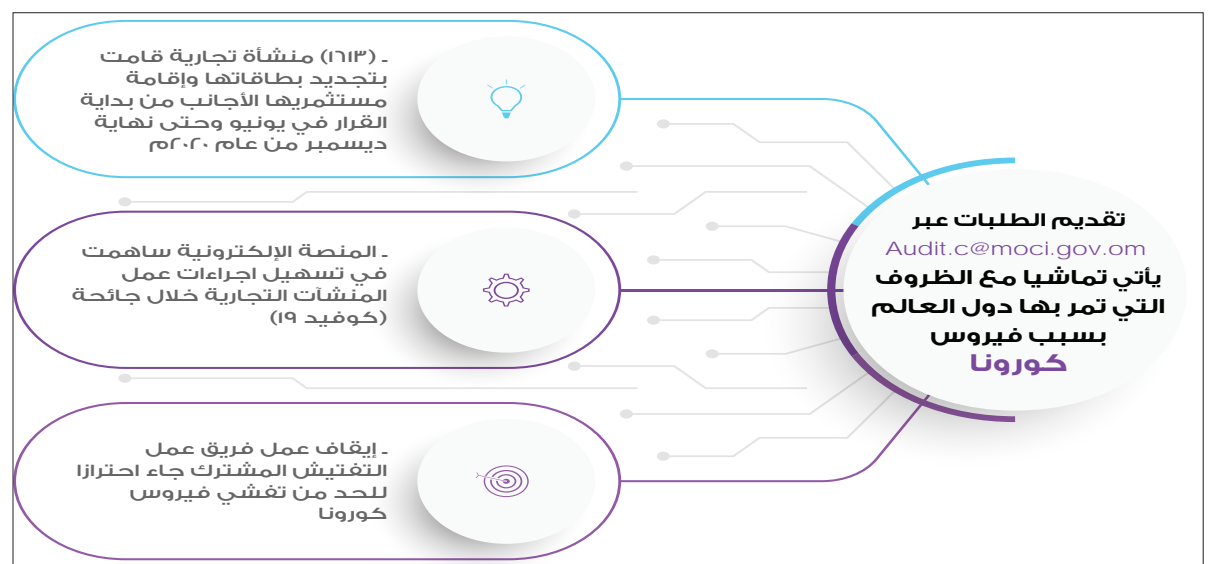 تقديم الطلبات عبر
Audit.c@moci.gov.om
يأتي تماشيا مع الظروف
التي تمر بها دول العالم
بسبب فيروس
كورونا
ـ (١٦١٣) منشأة تجارية قامت
بتجديد بطاقاتها وإقامة
مستثمريها الأجانب من بداية
القرار في يونيو وحتى نهاية
ديسمبر من عام ٢٠٢٠م
ـ المنصة الإلكترونية ساهمت
في تسهيل اجراءات عمل
المنشآت التجارية خلال جائحة
(كوفيد ١٩)
ـ إيقاف عمل فريق عمل
التفتيش المشترك جاء احترازا
للحد من تفشي فيروس
كورونا